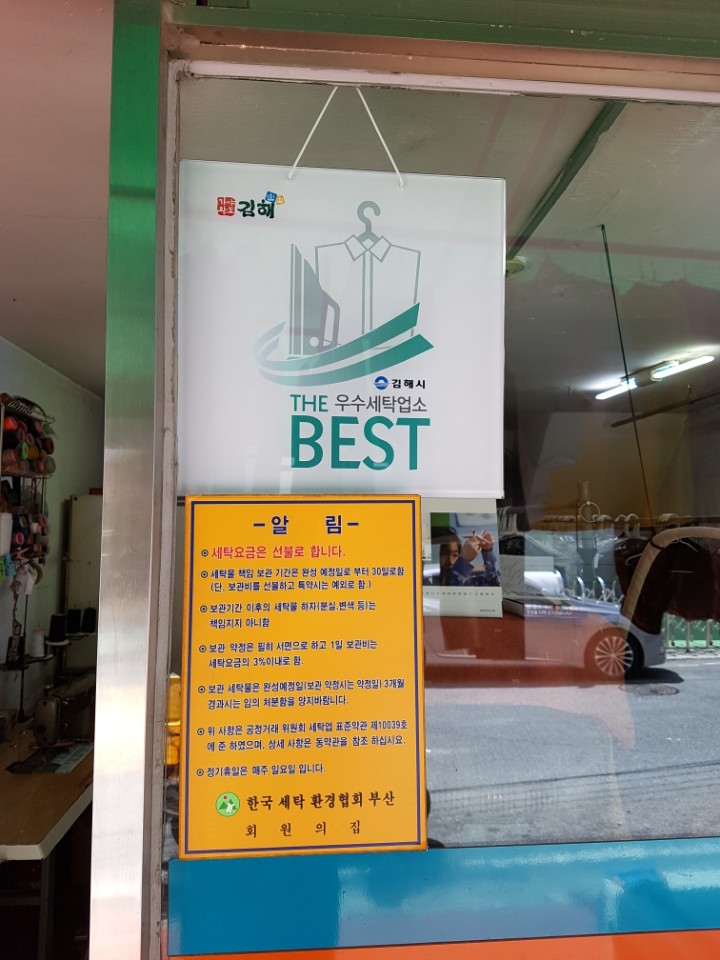 가야
왕도 김해
김해시
THE 우수세탁업소
BEST
-알 림-
세탁요금은 선불로 합니다.
세탁물 책임 보관 기간은 완성 예정일로 부터 30일로함
(단, 보관비를 선불하고 특약시는 예외로 함.)
보관기간 이후의 세탁물 하자(분실,변색 등)는
책임지지 아니함
보관 약정은 필히 서면으로 하고 1일 보관비는
세탁요금의 3%이내로 함.
보관 세탁물은 완성예정일(보관 약정시는 약정일) 3개월
경과시는 임의 처분함을 양지바랍니다.
위 사항은 공정거래 위원회 세탁업 표준약관 제10039호
에 준 하였으며, 상세 사항은 동약관을 참조 하십시요.
정기휴일은 매주 일요일 입니다.
한국 세탁 환경협회 부산
회 원 의 집